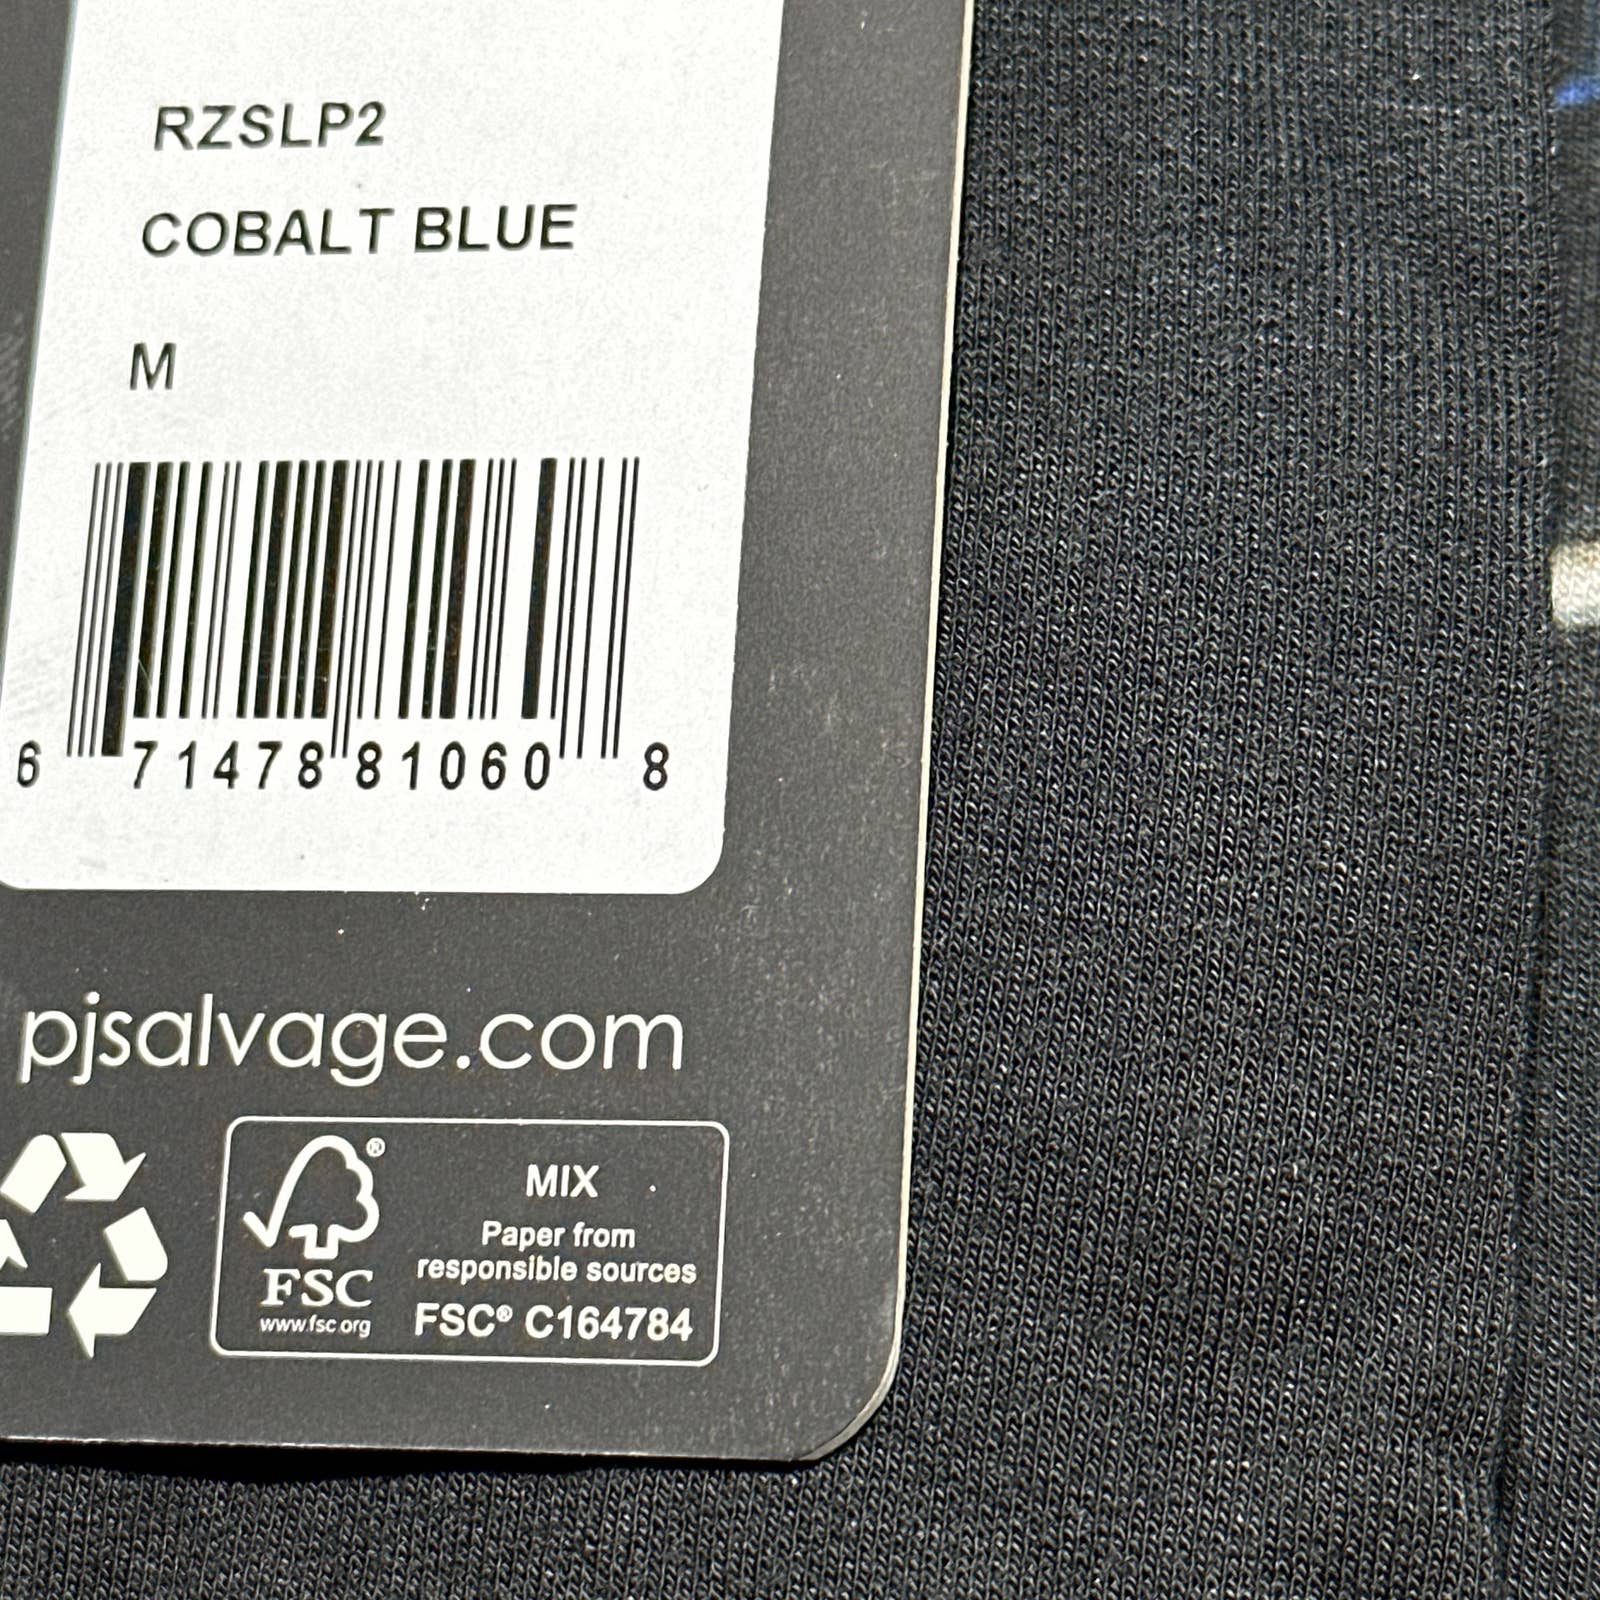 RZSLP2
COBALT BLUE
M
6 71478 81060 8
pjsalvage.com
FSC®
www.fsc.org
MIX
Paper from
responsible sources
FSC® C164784